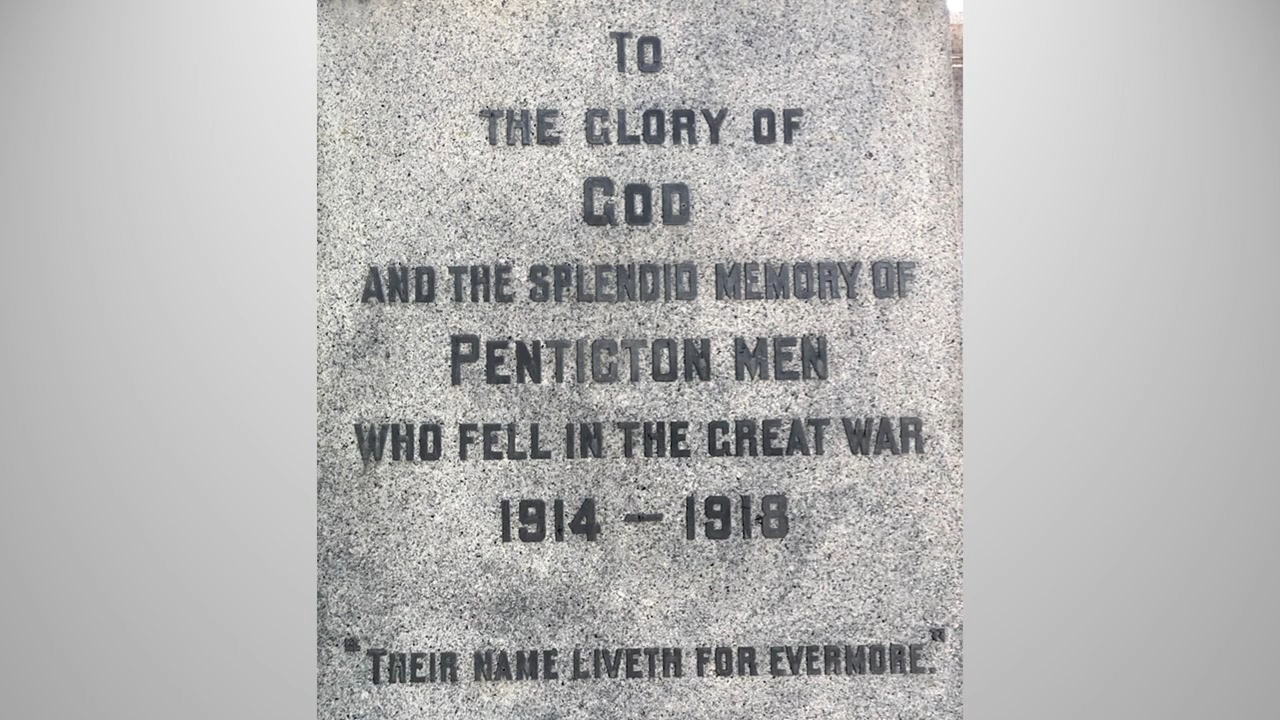 To
THE GLORY OF
GOD
AND THE SPLENDID MEMORY OF
PENTICTON MEN
WHO FELL IN THE GREAT WAR
1914 — 1918
"THEIR NAME LIVETH FOR EVERMORE."